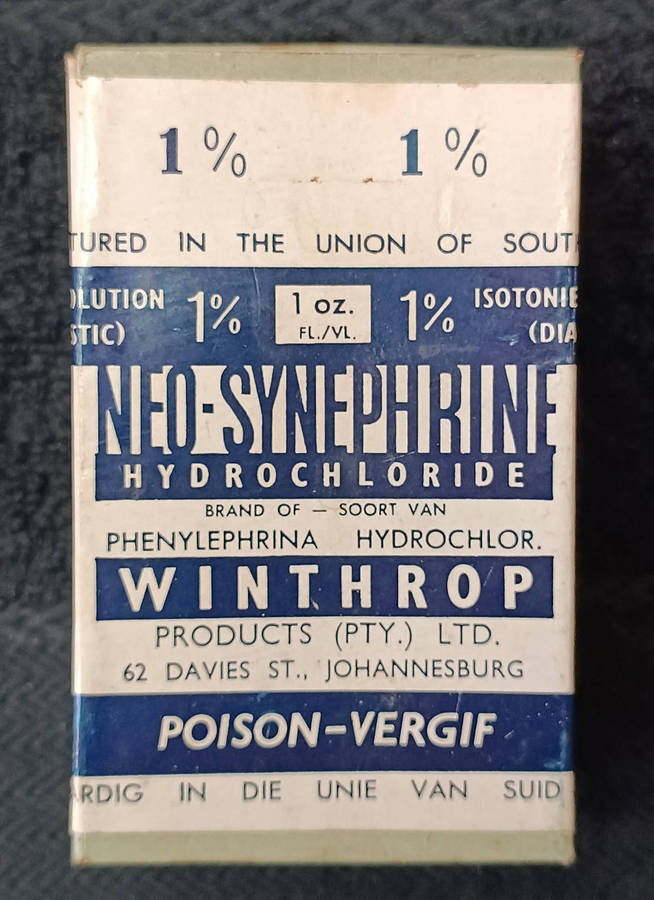 1% 1%
TURED IN THE UNION OF SOUT
OLUTION 1% 1 oz. 1% ISOTONIE
STIC) FL./VL. (DIA
NEO-SYNEPHRINE
HYDROCHLORIDE
BRAND OF — SOORT VAN
PHENYLEPHRINA HYDROCHLOR.
WINTHROP
PRODUCTS (PTY.) LTD.
62 DAVIES ST., JOHANNESBURG
POISON-VERGIF
ARDIG IN DIE UNIE VAN SUID